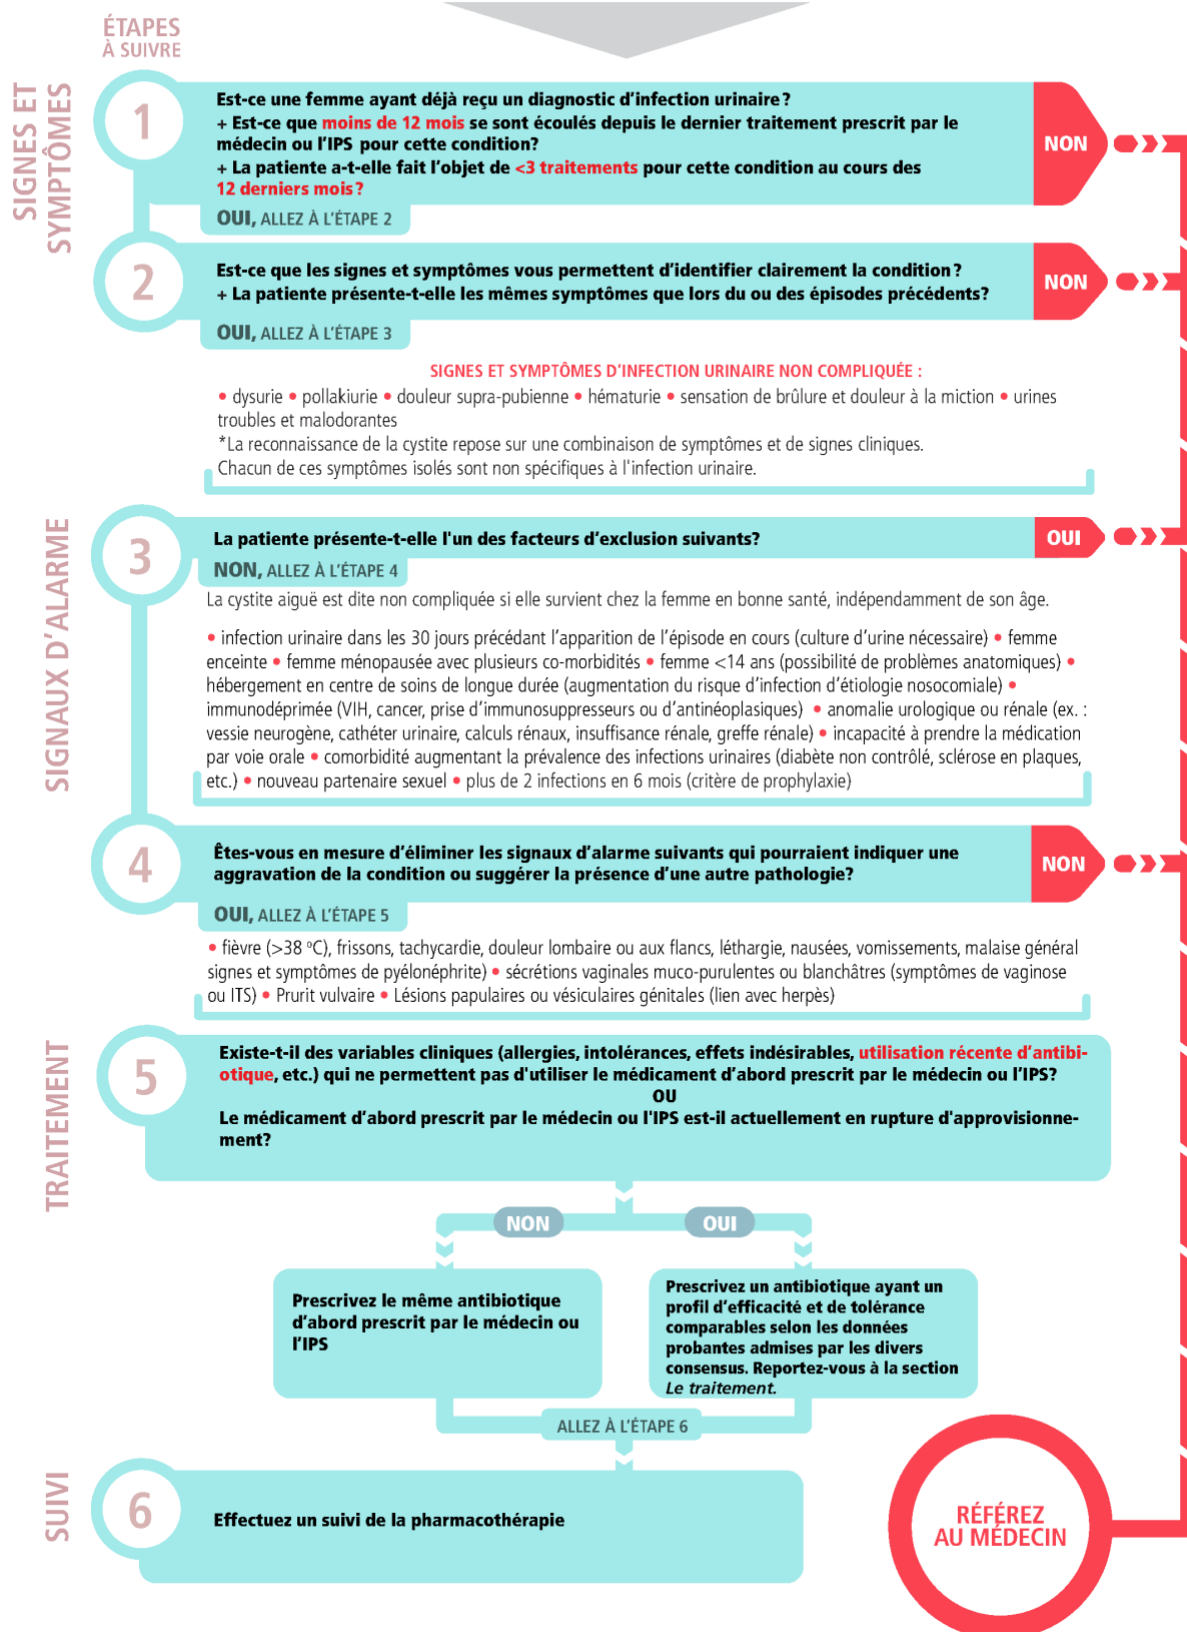 ÉTAPES
À SUIVRE
SIGNES ET
SYMPTÔMES
1
Est-ce une femme ayant déjà reçu un diagnostic d’infection urinaire?
+ Est-ce que moins de 12 mois se sont écoulés depuis le dernier traitement prescrit par le
médecin ou l’IPS pour cette condition?
+ La patiente a-t-elle fait l’objet de <3 traitements pour cette condition au cours des
12 derniers mois?
NON
OUI, ALLEZ À L’ÉTAPE 2
2
Est-ce que les signes et symptômes vous permettent d’identifier clairement la condition?
+ La patiente présente-t-elle les mêmes symptômes que lors du ou des épisodes précédents?
NON
OUI, ALLEZ À L’ÉTAPE 3
SIGNES ET SYMPTÔMES D’INFECTION URINAIRE NON COMPLIQUÉE :
• dysurie • pollakiurie • douleur supra-pubienne • hématurie • sensation de brûlure et douleur à la miction • urines
troubles et malodorantes
*La reconnaissance de la cystite repose sur une combinaison de symptômes et de signes cliniques.
Chacun de ces symptômes isolés sont non spécifiques à l'infection urinaire.
SIGNAUX D’ALARME
3
La patiente présente-t-elle l'un des facteurs d’exclusion suivants?
OUI
NON, ALLEZ À L’ÉTAPE 4
La cystite aiguë est dite non compliquée si elle survient chez la femme en bonne santé, indépendamment de son âge.
• infection urinaire dans les 30 jours précédant l’apparition de l’épisode en cours (culture d’urine nécessaire) • femme
enceinte • femme ménopausée avec plusieurs co-morbidités • femme <14 ans (possibilité de problèmes anatomiques) •
hébergement en centre de soins de longue durée (augmentation du risque d’infection d’étiologie nosocomiale) •
immunodéprimée (VIH, cancer, prise d’immunosuppresseurs ou d’antinéoplasiques) • anomalie urologique ou rénale (ex. :
vessie neurogène, cathéter urinaire, calculs rénaux, insuffisance rénale, greffe rénale) • incapacité à prendre la médication
par voie orale • comorbidité augmentant la prévalence des infections urinaires (diabète non contrôlé, sclérose en plaques,
etc.) • nouveau partenaire sexuel • plus de 2 infections en 6 mois (critère de prophylaxie)
4
Êtes-vous en mesure d’éliminer les signaux d’alarme suivants qui pourraient indiquer une
aggravation de la condition ou suggérer la présence d’une autre pathologie?
NON
OUI, ALLEZ À L’ÉTAPE 5
• fièvre (>38 ºC), frissons, tachycardie, douleur lombaire ou aux flancs, léthargie, nausées, vomissements, malaise général
signes et symptômes de pyélonéphrite) • sécrétions vaginales muco-purulentes ou blanchâtres (symptômes de vaginose
ou ITS) • Prurit vulvaire • Lésions papulaires ou vésiculaires génitales (lien avec herpès)
TRAITEMENT
5
Existe-t-il des variables cliniques (allergies, intolérances, effets indésirables, utilisation récente d’antibi-
otique, etc.) qui ne permettent pas d'utiliser le médicament d’abord prescrit par le médecin ou l’IPS?
OU
Le médicament d’abord prescrit par le médecin ou l'IPS est-il actuellement en rupture d'approvisionne-
ment?
NON
OUI
Prescrivez le même antibiotique
d’abord prescrit par le médecin ou
l’IPS
Prescrivez un antibiotique ayant un
profil d’efficacité et de tolérance
comparables selon les données
probantes admises par les divers
consensus. Reportez-vous à la section
Le traitement.
ALLEZ À L’ÉTAPE 6
SUIVI
6
Effectuez un suivi de la pharmacothérapie
RÉFÉREZ
AU MÉDECIN